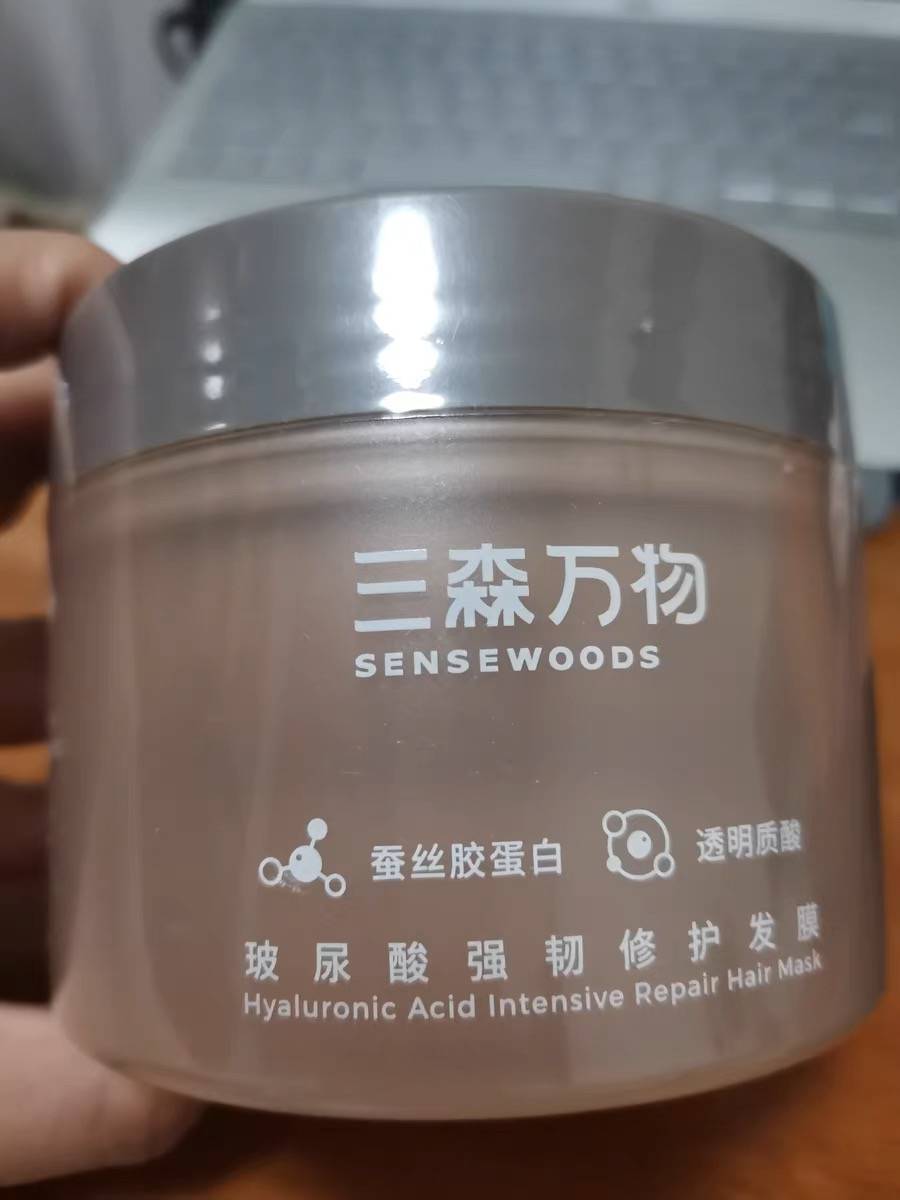 三森万物
SENSEWOODS
蚕丝胶蛋白 透明质酸
玻尿酸强韧修护发膜
Hyaluronic Acid Intensive Repair Hair Mask